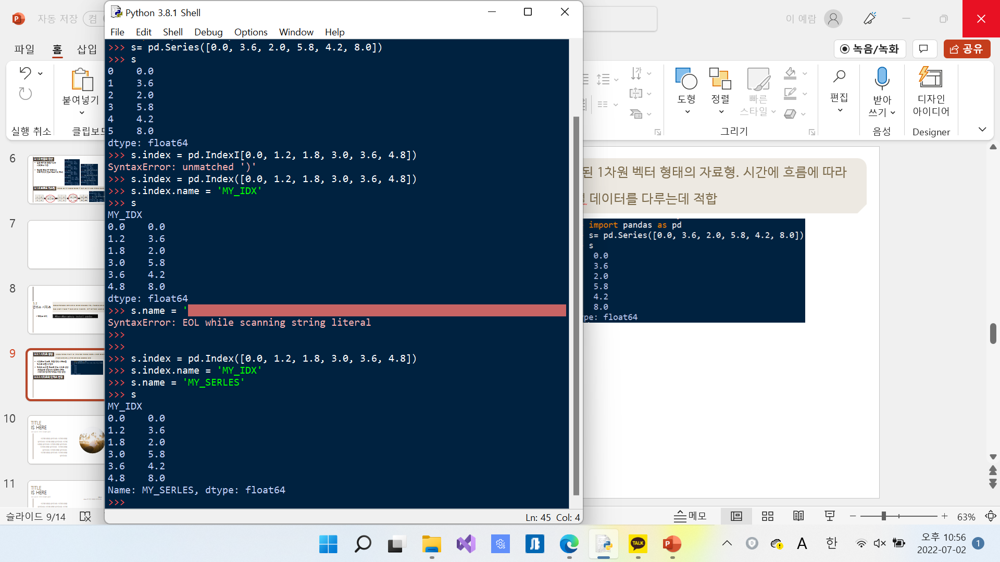 Python 3.8.1 Shell
File Edit Shell Debug Options Window Help
>>> s= pd.Series([0.0, 3.6, 2.0, 5.8, 4.2, 8.0])
>>> s
0    0.0
1    3.6
2    2.0
3    5.8
4    4.2
5    8.0
dtype: float64
>>> s.index = pd.IndexI[0.0, 1.2, 1.8, 3.0, 3.6, 4.8])
SyntaxError: unmatched ')'
>>> s.index = pd.Index([0.0, 1.2, 1.8, 3.0, 3.6, 4.8])
>>> s.index.name = 'MY_IDX'
>>> s
MY_IDX
0.0    0.0
1.2    3.6
1.8    2.0
3.0    5.8
3.6    4.2
4.8    8.0
dtype: float64
>>> s.name = '
SyntaxError: EOL while scanning string literal
>>>
>>>
>>> s.index = pd.Index([0.0, 1.2, 1.8, 3.0, 3.6, 4.8])
>>> s.index.name = 'MY_IDX'
>>> s.name = 'MY_SERLES'
>>> s
MY_IDX
0.0    0.0
1.2    3.6
1.8    2.0
3.0    5.8
3.6    4.2
4.8    8.0
Name: MY_SERLES, dtype: float64
>>>
Ln: 45 Col: 4
자동 저장 켬
이 예람
파일 홈 삽입
녹음/녹화
공유
붙여넣기
실행 취소
클립보드
도형
정렬
빠른
스타일
그리기
편집
받아
쓰기
음성
디자인
아이디어
Designer
6
7
8
9
10
TITLE
IS HERE
11
TITLE
IS HERE
된 1차원 벡터 형태의 자료형. 시간에 흐름에 따라
데이터를 다루는데 적합
import pandas as pd
s= pd.Series([0.0, 3.6, 2.0, 5.8, 4.2, 8.0])
s
0.0
3.6
2.0
5.8
4.2
8.0
pe: float64
슬라이드 9/14
메모
63%
TALK
A
한
오후 10:56
2022-07-02
1